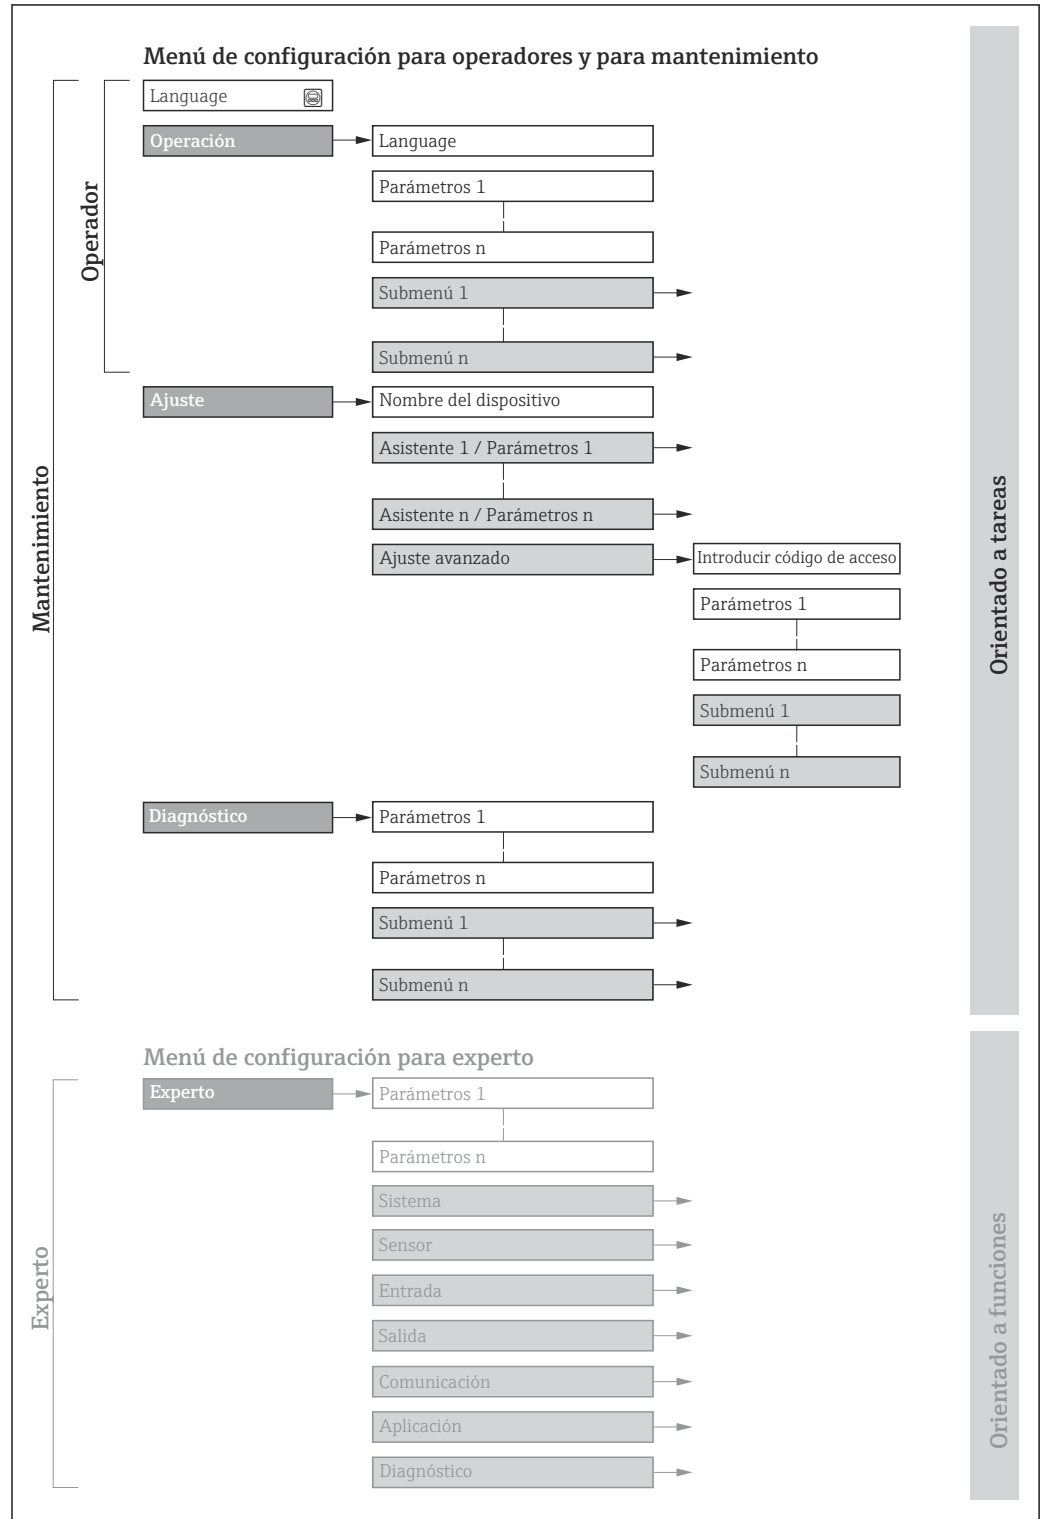 Menú de configuración para operadores y para mantenimiento
Mantenimiento
Operador
Language
Operación
Language
Parámetros 1
Parámetros n
Submenú 1
Submenú n
Ajuste
Nombre del dispositivo
Asistente 1 / Parámetros 1
Asistente n / Parámetros n
Ajuste avanzado
Introducir código de acceso
Parámetros 1
Parámetros n
Submenú 1
Submenú n
Diagnóstico
Parámetros 1
Parámetros n
Submenú 1
Submenú n
Orientado a tareas
Menú de configuración para experto
Experto
Experto
Parámetros 1
Parámetros n
Sistema
Sensor
Entrada
Salida
Comunicación
Aplicación
Diagnóstico
Orientado a funciones